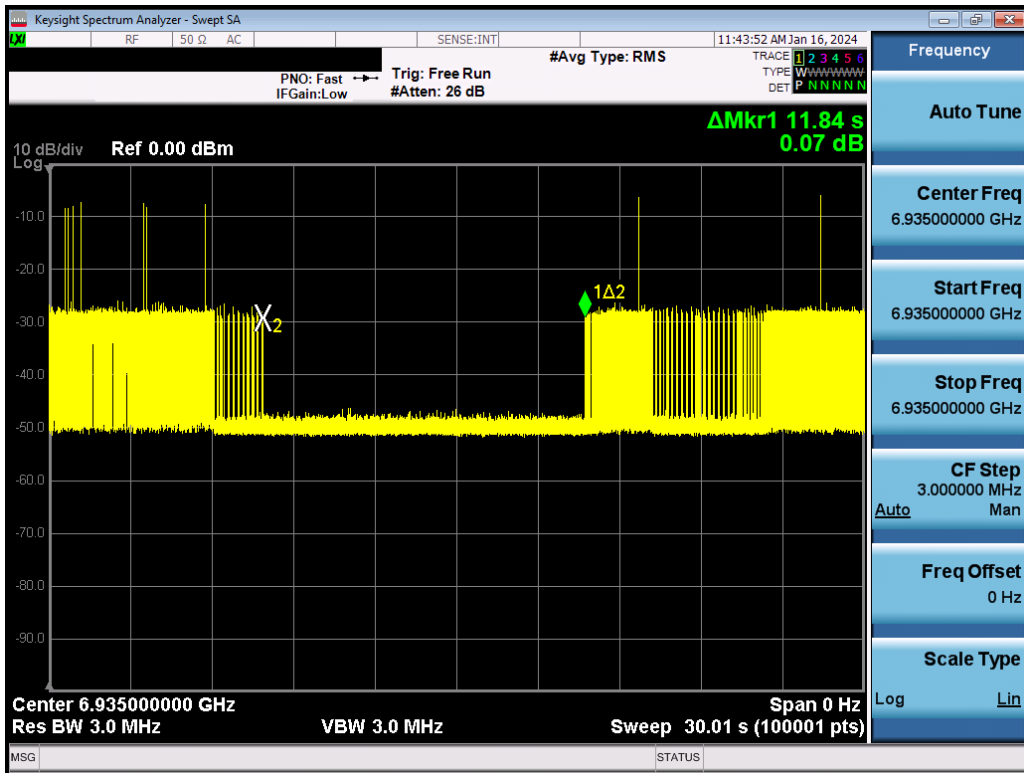 Keysight Spectrum Analyzer - Swept SA
LXI RF 50 Ω AC SENSE:INT 11:43:52 AM Jan 16, 2024
PNO: Fast
IFGain:Low
Trig: Free Run
#Atten: 26 dB
#Avg Type: RMS
TRACE 1 2 3 4 5 6
TYPE WWWWWW
DET P N N N N N
ΔMkr1 11.84 s
0.07 dB
10 dB/div Ref 0.00 dBm
Log
-10.0
-20.0
-30.0
-40.0
-50.0
-60.0
-70.0
-80.0
-90.0
X2
1Δ2
Center 6.935000000 GHz Span 0 Hz
Res BW 3.0 MHz VBW 3.0 MHz Sweep 30.01 s (100001 pts)
MSG STATUS
Frequency
Auto Tune
Center Freq
6.935000000 GHz
Start Freq
6.935000000 GHz
Stop Freq
6.935000000 GHz
CF Step
3.000000 MHz
Auto Man
Freq Offset
0 Hz
Scale Type
Log Lin